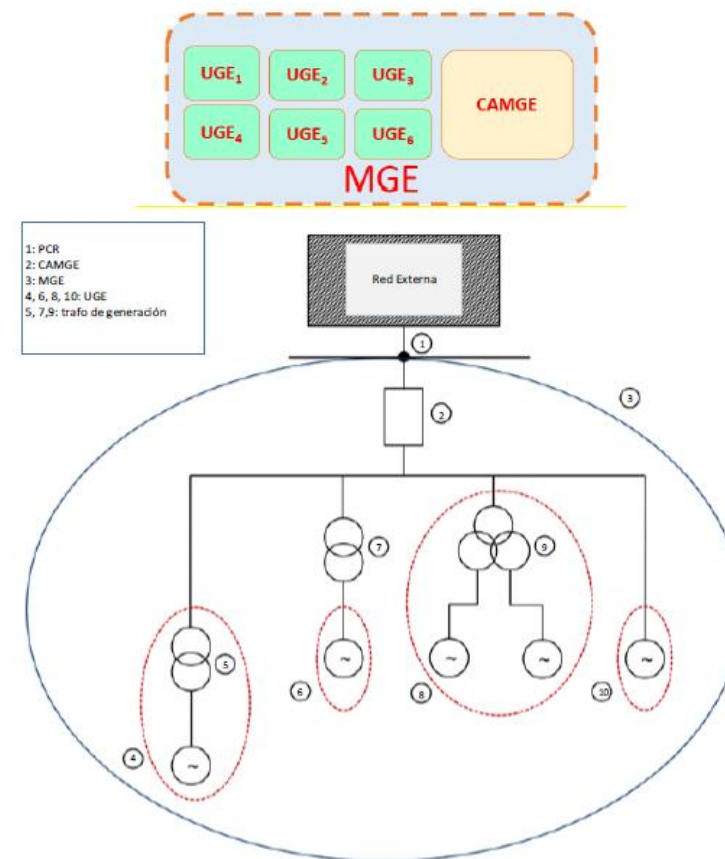 UGE₁ UGE₂ UGE₃
CAMGE
UGE₄ UGE₅ UGE₆
MGE
1: PCR
2: CAMGE
3: MGE
4, 6, 8, 10: UGE
5, 7,9: trafo de generación
Red Externa
1
3
2
7
9
~
~
~
~
5
6
8
10
4
~